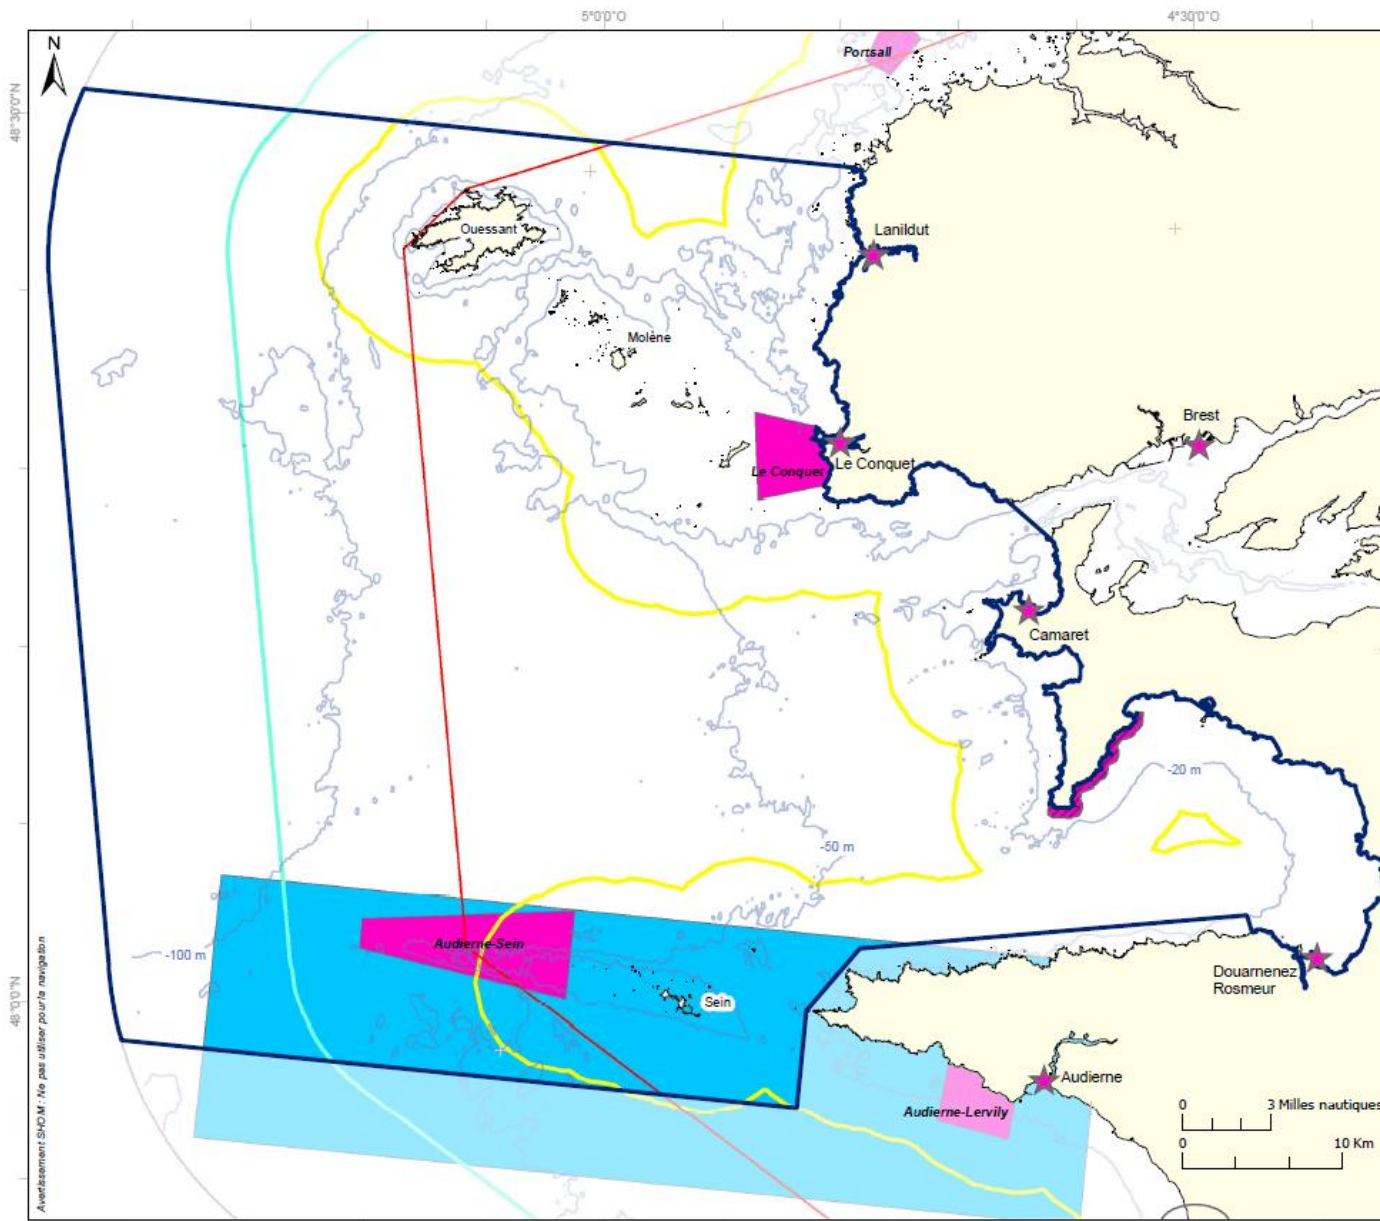 5°0'0"O
4°30'0"O
N
Portsall
48°30'0"N
Lanildut
Ouessant
Molène
Brest
Le Conquet
Le Conquet
Camaret
-20 m
-50 m
Audierne-Sein
-100 m
Douarnenez
Rosmeur
48°0'0"N
Sein
Audierne
Audierne-Lervily
0 3 Milles nautiques
0 10 Km
Avertissement SHOM : Ne pas utiliser pour la navigation